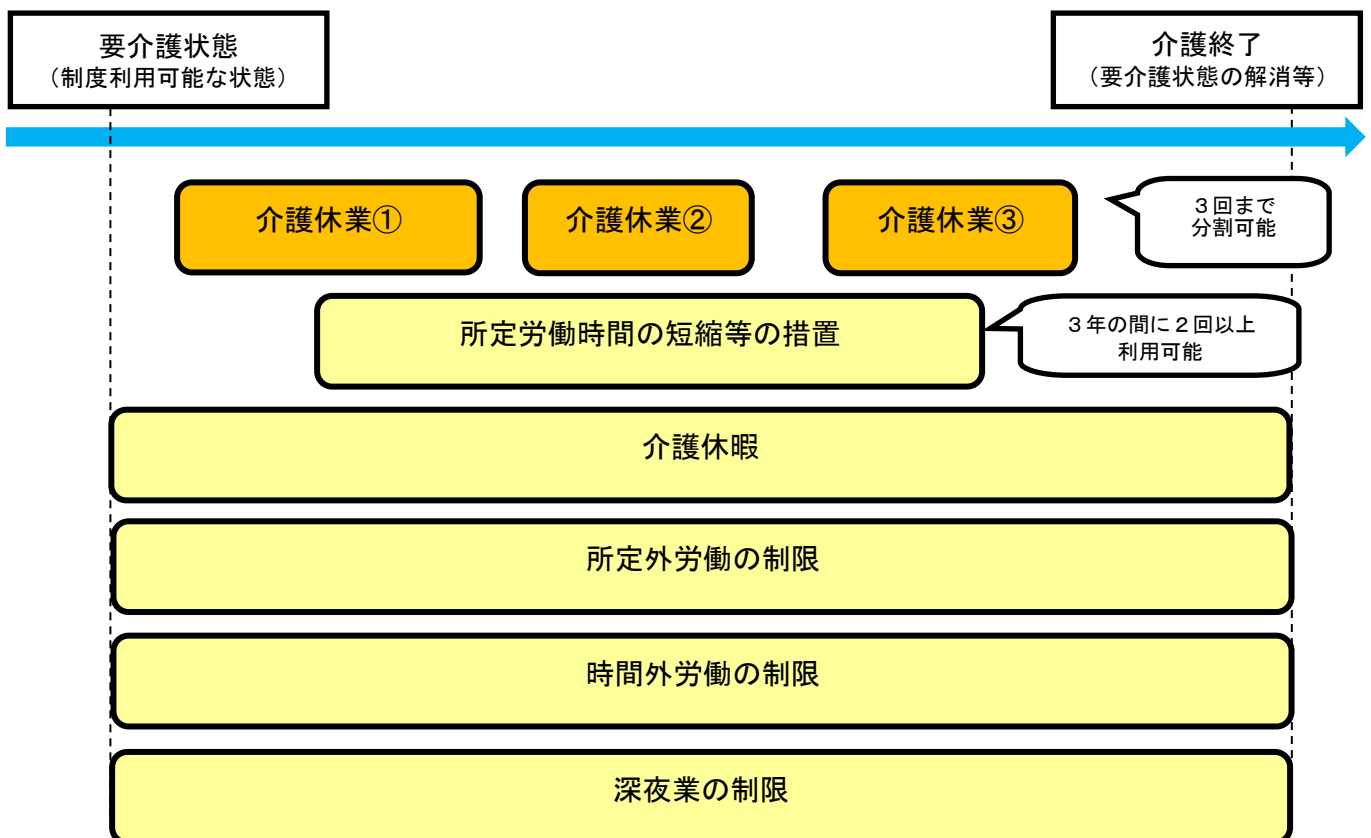 要介護状態
（制度利用可能な状態）
介護終了
（要介護状態の解消等）
介護休業①
介護休業②
介護休業③
３回まで
分割可能
所定労働時間の短縮等の措置
３年の間に２回以上
利用可能
介護休暇
所定外労働の制限
時間外労働の制限
深夜業の制限